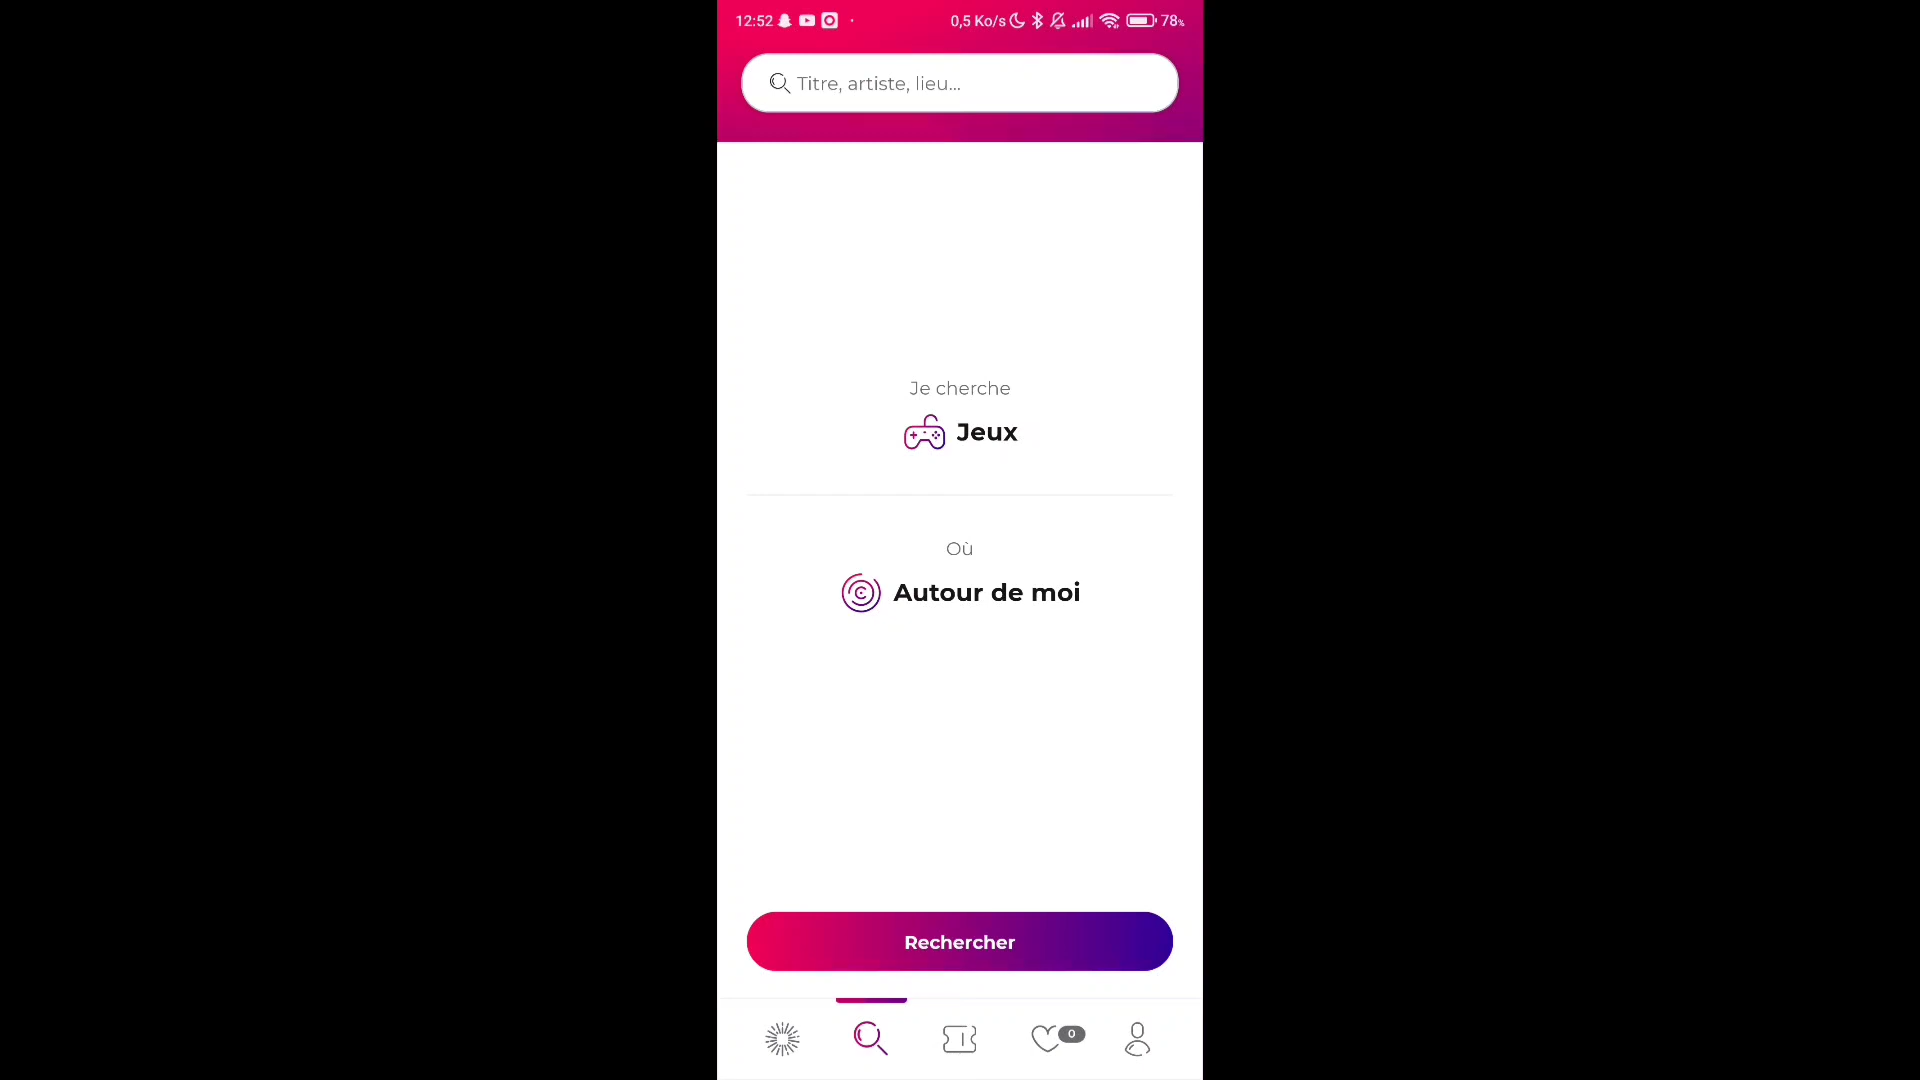 12:52 0,5 Ko/s 78%
Titre, artiste, lieu...
Je cherche
Jeux
Où
Autour de moi
Rechercher
0